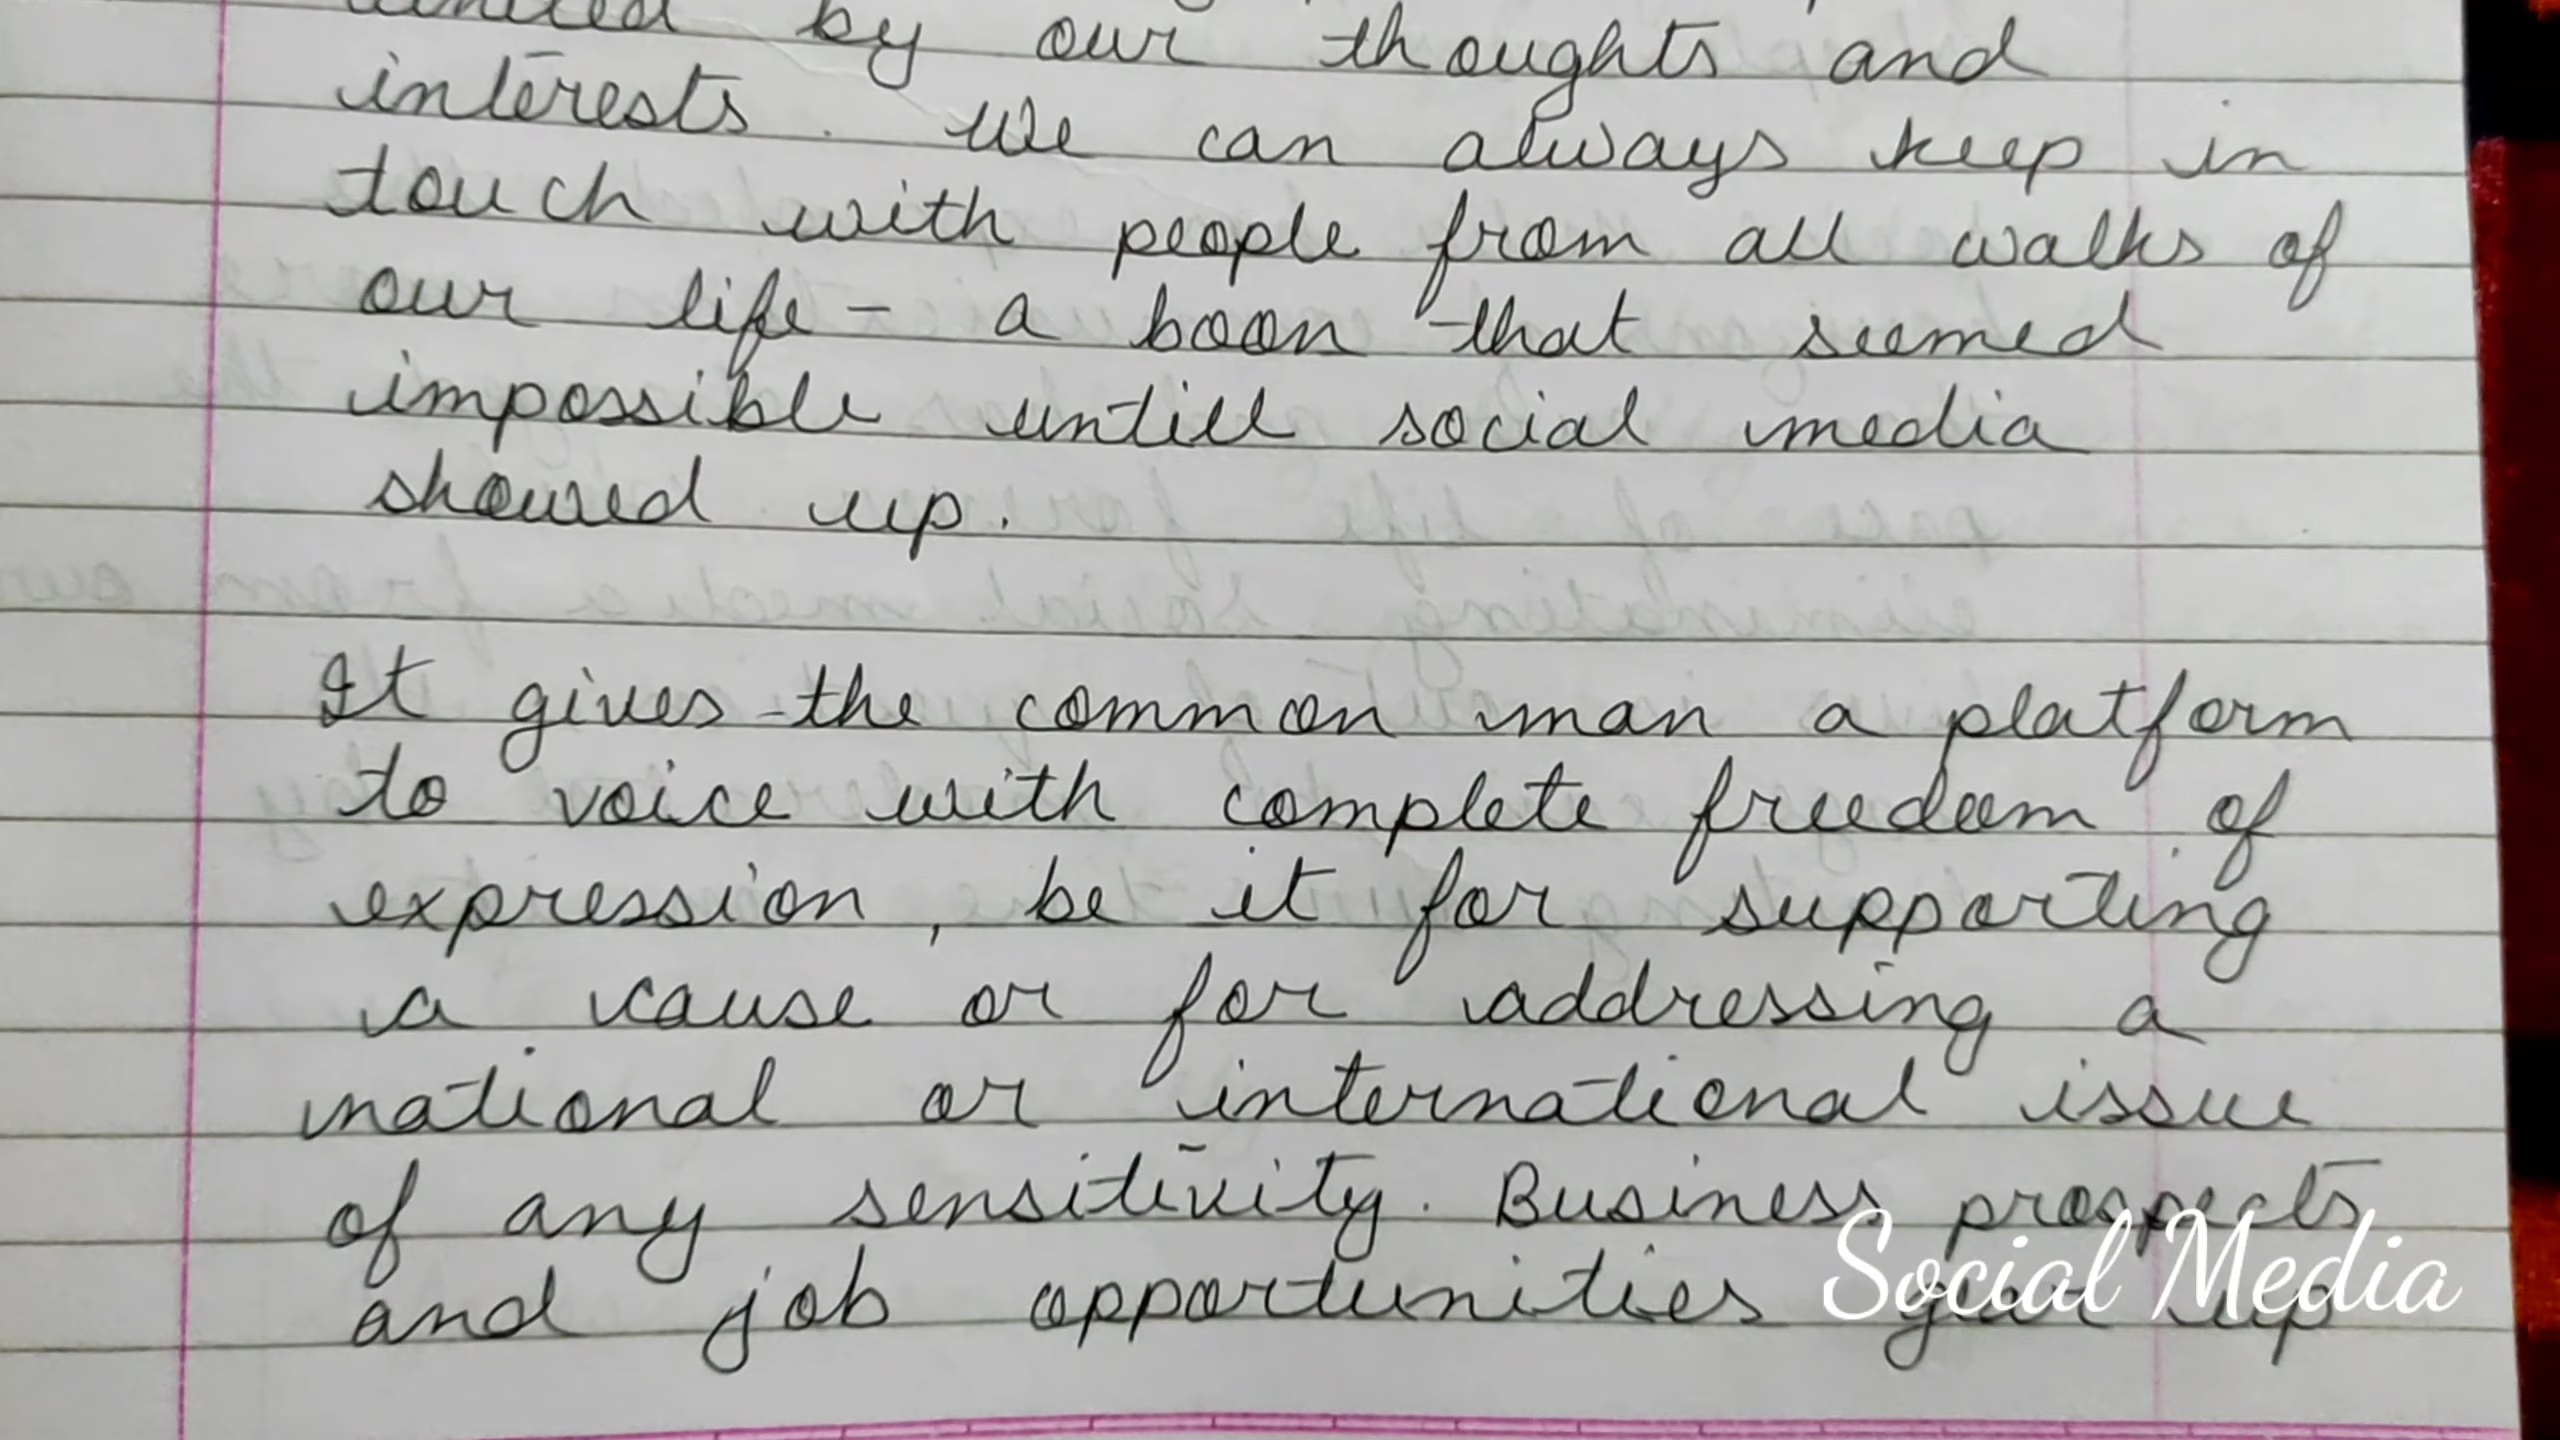 by our thoughts and
interests. We can always keep in
touch with people from all walks of
our life - a boon that seemed
impossible untill social media
showed up.
It gives the common man a platform
to voice with complete freedom of
expression, be it for supporting
a cause or for addressing a
national or international issue
of any sensitivity. Business prospects
and job opportunities up
Social Media